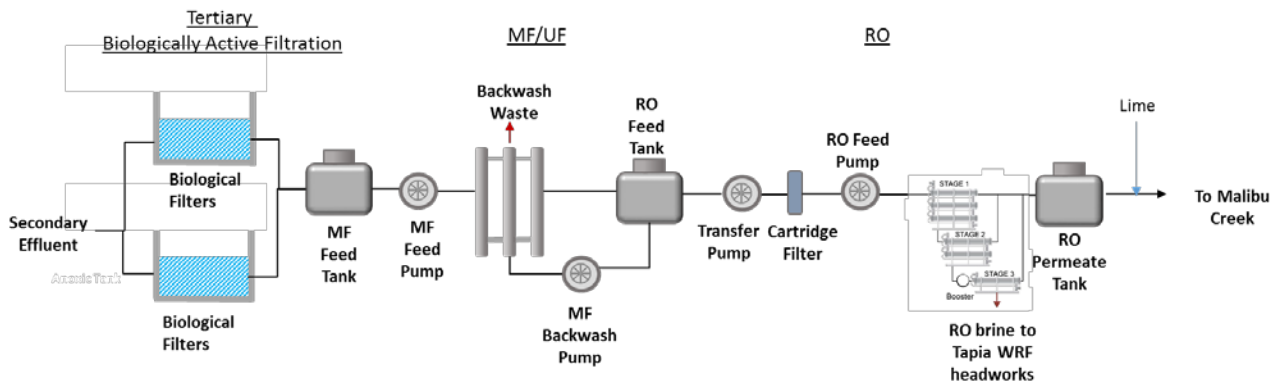 Tertiary
Biologically Active Filtration
MF/UF
RO
Backwash
Waste
RO
Feed
Tank
RO Feed
Pump
Lime
Biological
Filters
STAGE 1
STAGE 2
STAGE 3
Booster
Secondary
Effluent
MF
Feed
Tank
MF
Feed
Pump
Transfer
Pump
Cartridge
Filter
RO
Permeate
Tank
To Malibu
Creek
Anoxic Tank
Biological
Filters
MF
Backwash
Pump
RO brine to
Tapia WRF
headworks